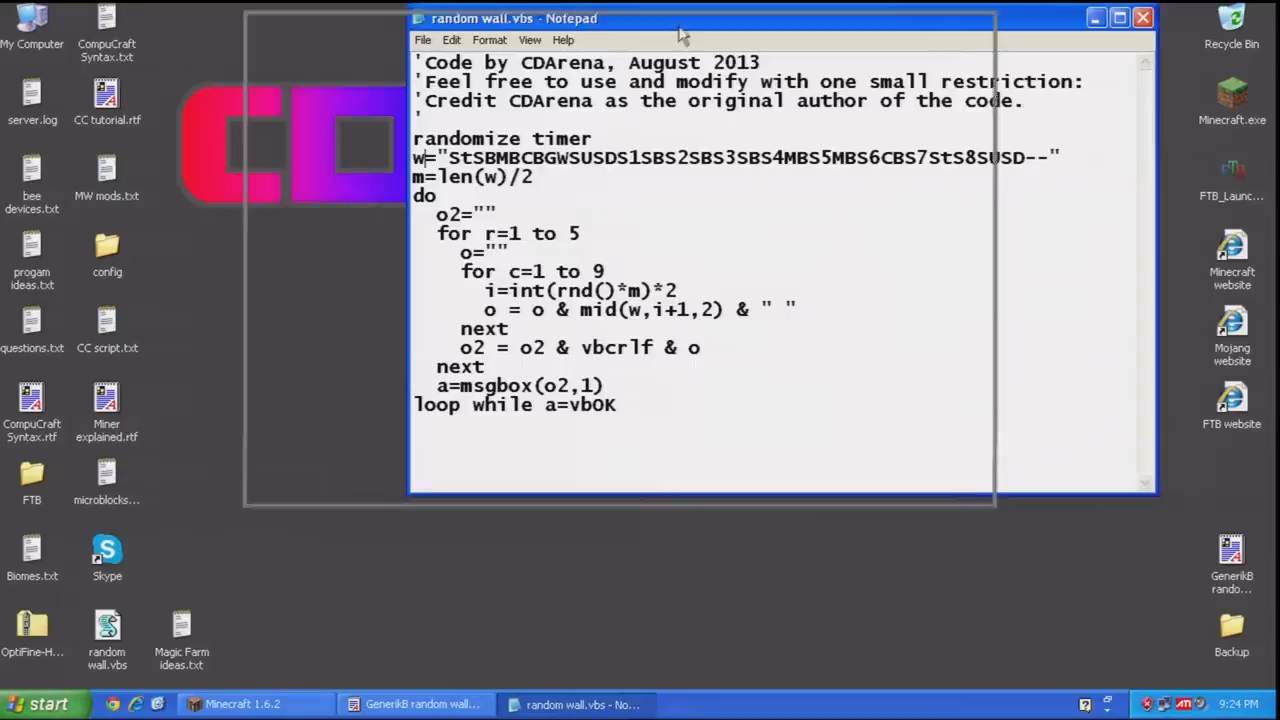 random wall.vbs - Notepad
File Edit Format View Help
'Code by CDArena, August 2013
'Feel free to use and modify with one small restriction:
'Credit CDArena as the original author of the code.
'
randomize timer
w="StSBMBCBGWSUSDS1SBS2SBS3SBS4MBS5MBS6CBS7StS8SUSD--"
m=len(w)/2
do
o2=""
for r=1 to 5
o=""
for c=1 to 9
i=int(rnd()*m)*2
o = o & mid(w,i+1,2) & " "
next
o2 = o2 & vbcrlf & o
next
a=msgbox(o2,1)
loop while a=vbOK
My Computer
CompuCraft
Syntax.txt
server.log
CC tutorial.rtf
bee
devices.txt
MW mods.txt
progam
ideas.txt
config
questions.txt
CC script.txt
CompuCraft
Syntax.rtf
Miner
explained.rtf
FTB
microblocks...
Biomes.txt
Skype
OptiFine-H...
random
wall.vbs
Magic Farm
ideas.txt
Recycle Bin
Minecraft.exe
FTB_Launc...
Minecraft
website
Mojang
website
FTB website
GenerikB
rando...
Backup
start
Minecraft 1.6.2
GenerikB random wall...
random wall.vbs - No...
ATI
9:24 PM